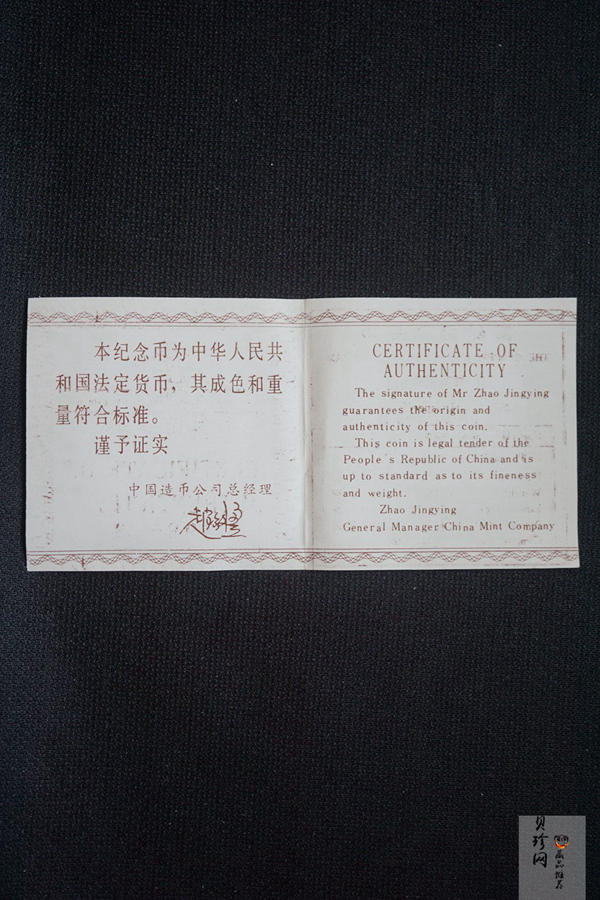 本纪念币为中华人民共
和国法定货币，其成色和重
量符合标准。
谨予证实
中国造币公司总经理
CERTIFICATE OF
AUTHENTICITY
The signature of Mr Zhao Jingying
guarantees the origin and
authenticity of this coin.
This coin is legal tender of the
People's Republic of China and is
up to standard as to its fineness
and weight.
Zhao Jingying
General Manager China Mint Company
贝珍网
藏品推荐